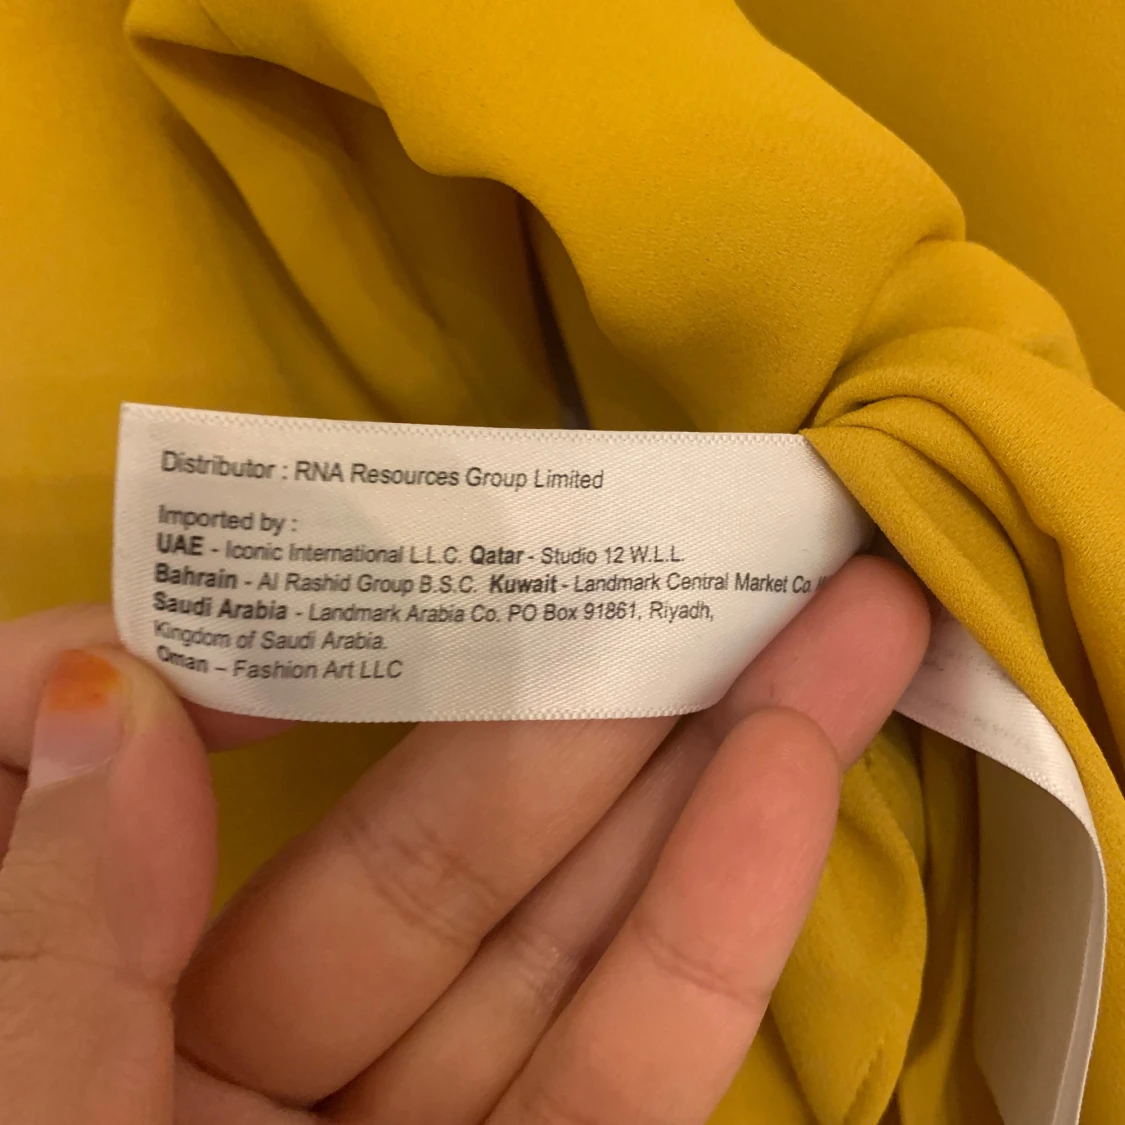 Distributor : RNA Resources Group Limited
Imported by :
UAE - Iconic International L.L.C. Qatar - Studio 12 W.L.L.
Bahrain - Al Rashid Group B.S.C. Kuwait - Landmark Central Market Co.
Saudi Arabia - Landmark Arabia Co. PO Box 91861, Riyadh,
Kingdom of Saudi Arabia.
Oman – Fashion Art LLC